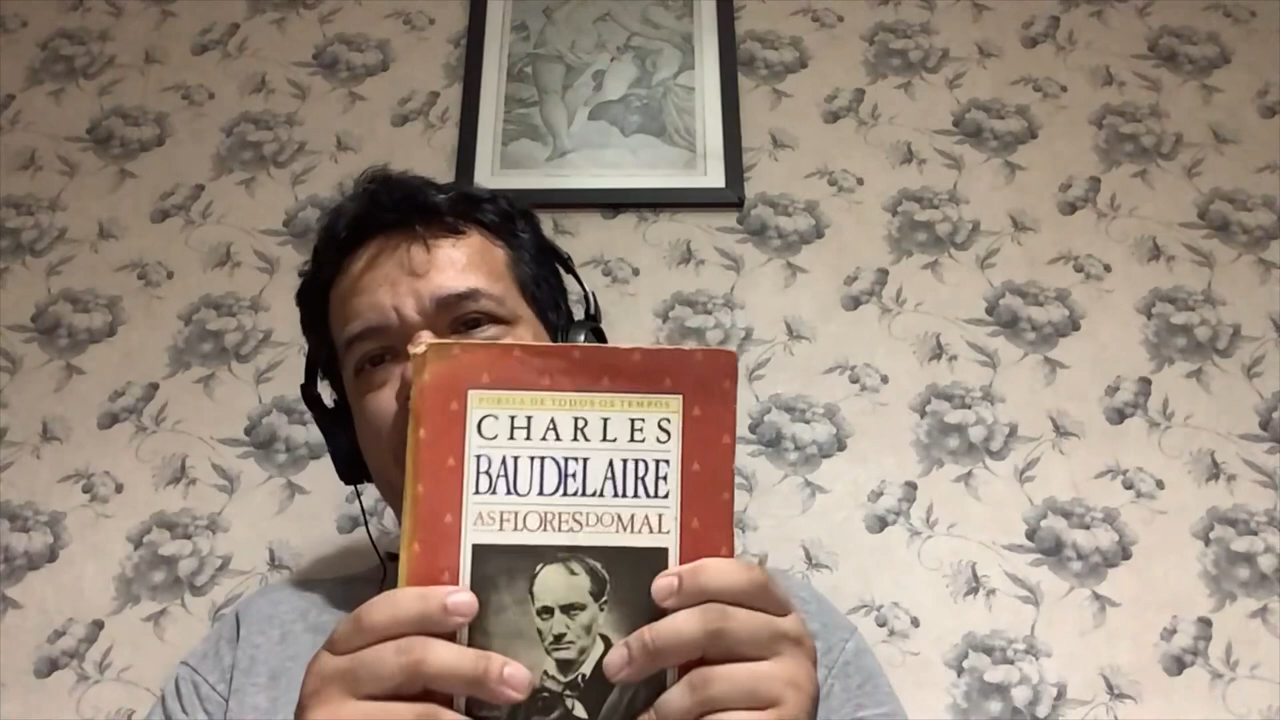 POESIA DE TODOS OS TEMPOS
CHARLES
BAUDELAIRE
AS FLORES DO MAL